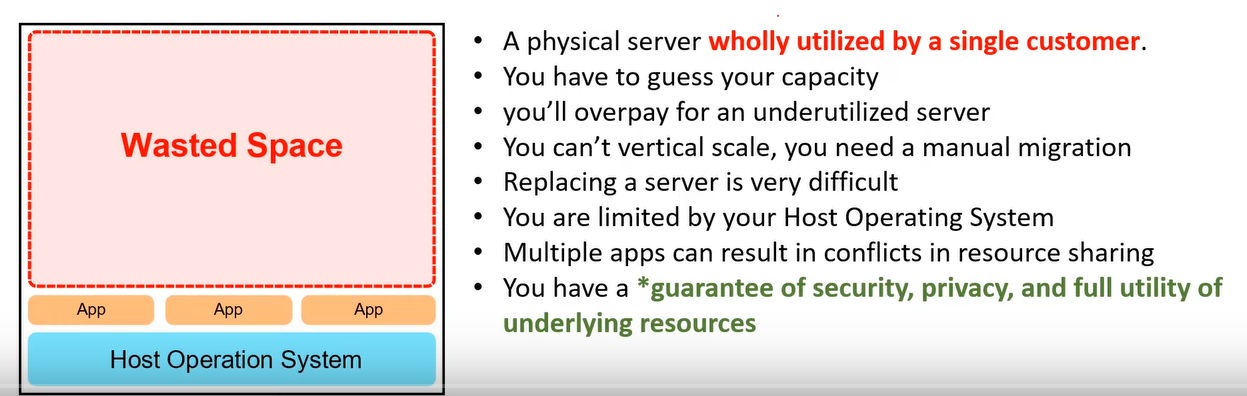 Wasted Space
App App App
Host Operation System
• A physical server wholly utilized by a single customer.
• You have to guess your capacity
• you’ll overpay for an underutilized server
• You can’t vertical scale, you need a manual migration
• Replacing a server is very difficult
• You are limited by your Host Operating System
• Multiple apps can result in conflicts in resource sharing
• You have a *guarantee of security, privacy, and full utility of
underlying resources